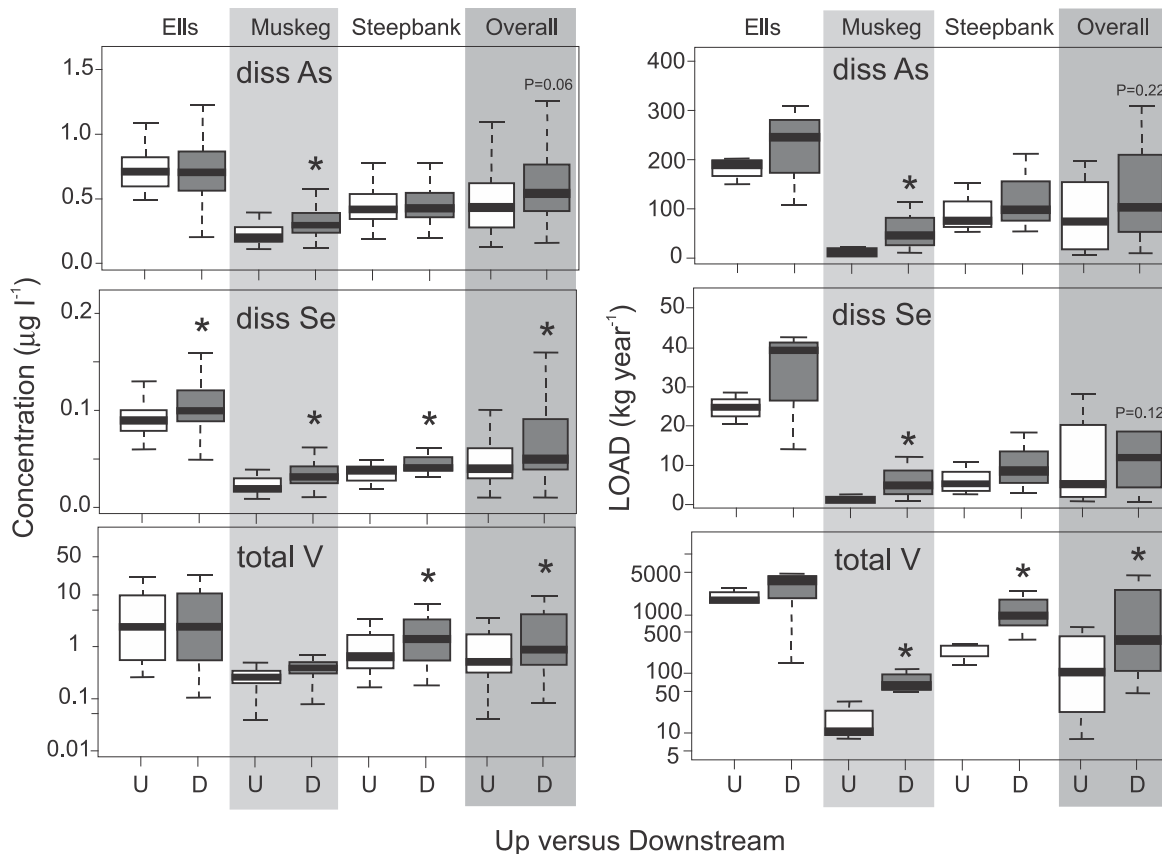 Ells Muskeg Steepbank Overall
diss As
P=0.06
*
1.5
1.0
0.5
0.0
diss Se
* * * *
0.2
0.1
0.0
total V
* *
50
10
1
0.1
0.01
U D U D U D U D
Concentration (µg l⁻¹)
Ells Muskeg Steepbank Overall
diss As
P=0.22
*
400
300
200
100
0
diss Se
P=0.12
*
50
40
30
20
10
0
total V
* * *
5000
1000
500
100
50
10
5
U D U D U D U D
LOAD (kg year⁻¹)
Up versus Downstream